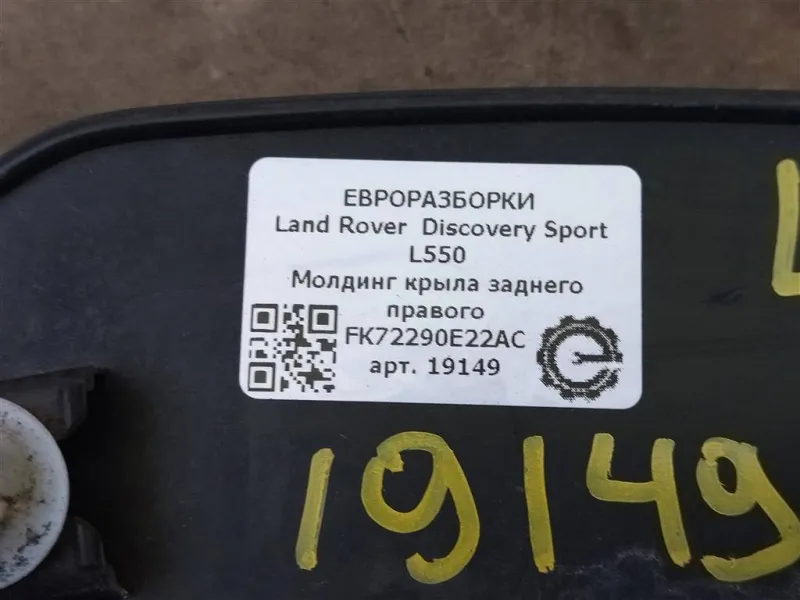 ЕВРОРАЗБОРКИ
Land Rover Discovery Sport
L550
Молдинг крыла заднего
правого
FK72290E22AC
арт. 19149
19149